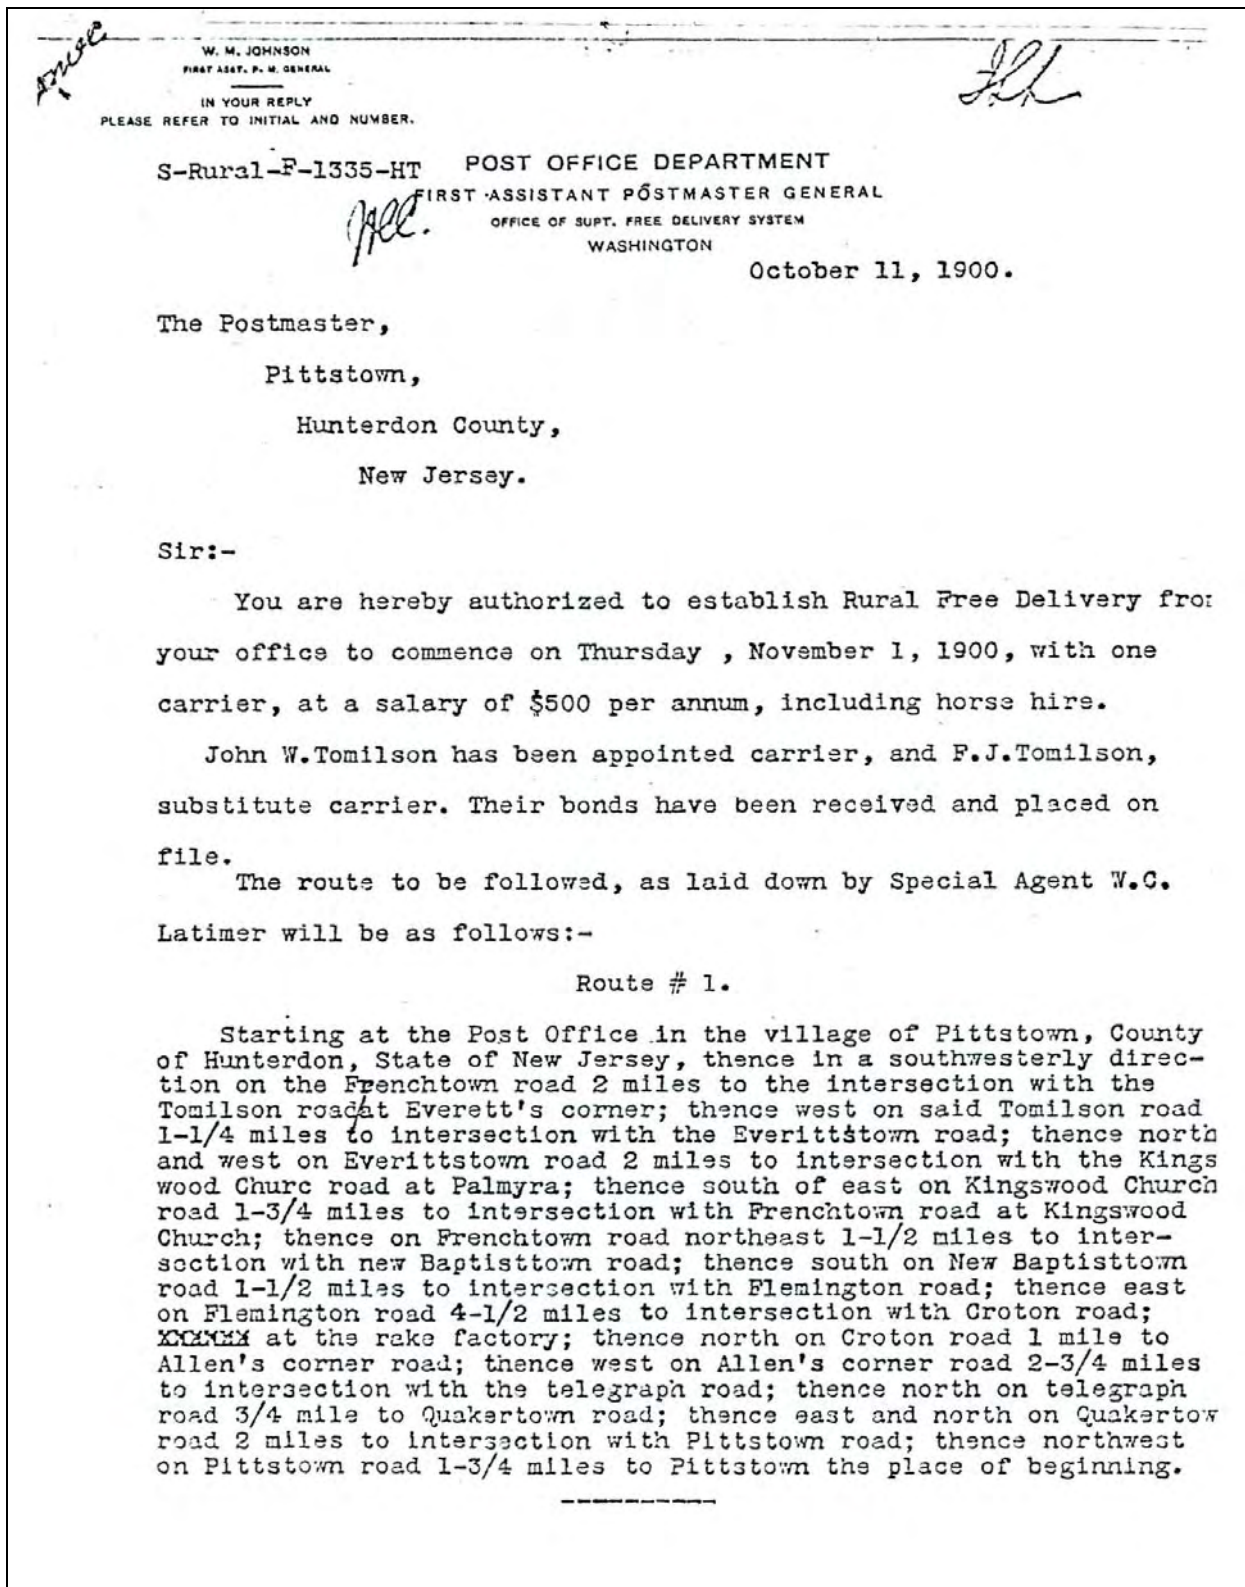 W. M. JOHNSON
FIRST ASST. P. M. GENERAL
IN YOUR REPLY
PLEASE REFER TO INITIAL AND NUMBER.
S-Rural-F-1335-HT
POST OFFICE DEPARTMENT
FIRST ASSISTANT POSTMASTER GENERAL
OFFICE OF SUPT. FREE DELIVERY SYSTEM
WASHINGTON
October 11, 1900.
The Postmaster,
Pittstown,
Hunterdon County,
New Jersey.
Sir:-
You are hereby authorized to establish Rural Free Delivery fro
your office to commence on Thursday , November 1, 1900, with one
carrier, at a salary of $500 per annum, including horse hire.
John W.Tomilson has been appointed carrier, and F.J.Tomilson,
substitute carrier. Their bonds have been received and placed on
file.
The route to be followed, as laid down by Special Agent W.C.
Latimer will be as follows:-
Route # 1.
Starting at the Post Office in the village of Pittstown, County
of Hunterdon, State of New Jersey, thence in a southwesterly direc-
tion on the Frenchtown road 2 miles to the intersection with the
Tomilson road/at Everett's corner; thence west on said Tomilson road
1-1/4 miles to intersection with the Everittstown road; thence north
and west on Everittstown road 2 miles to intersection with the Kings
wood Churc road at Palmyra; thence south of east on Kingswood Church
road 1-3/4 miles to intersection with Frenchtown road at Kingswood
Church; thence on Frenchtown road northeast 1-1/2 miles to inter-
section with new Baptisttown road; thence south on New Baptisttown
road 1-1/2 miles to intersection with Flemington road; thence east
on Flemington road 4-1/2 miles to intersection with Croton road;
XXXXXX at the rake factory; thence north on Croton road 1 mile to
Allen's corner road; thence west on Allen's corner road 2-3/4 miles
to intersection with the telegraph road; thence north on telegraph
road 3/4 mile to Quakertown road; thence east and north on Quakertow
road 2 miles to intersection with Pittstown road; thence northwest
on Pittstown road 1-3/4 miles to Pittstown the place of beginning.